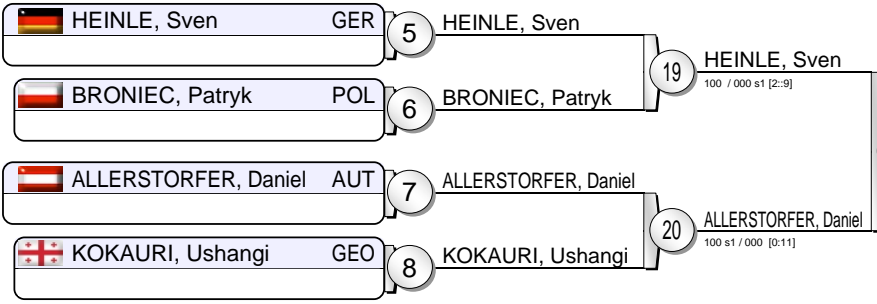 HEINLE, Sven GER
5
HEINLE, Sven
BRONIEC, Patryk POL
6
BRONIEC, Patryk
19
HEINLE, Sven
100 / 000 s1 [2::9]
ALLERSTORFER, Daniel AUT
7
ALLERSTORFER, Daniel
KOKAURI, Ushangi GEO
8
KOKAURI, Ushangi
20
ALLERSTORFER, Daniel
100 s1 / 000 [0:11]